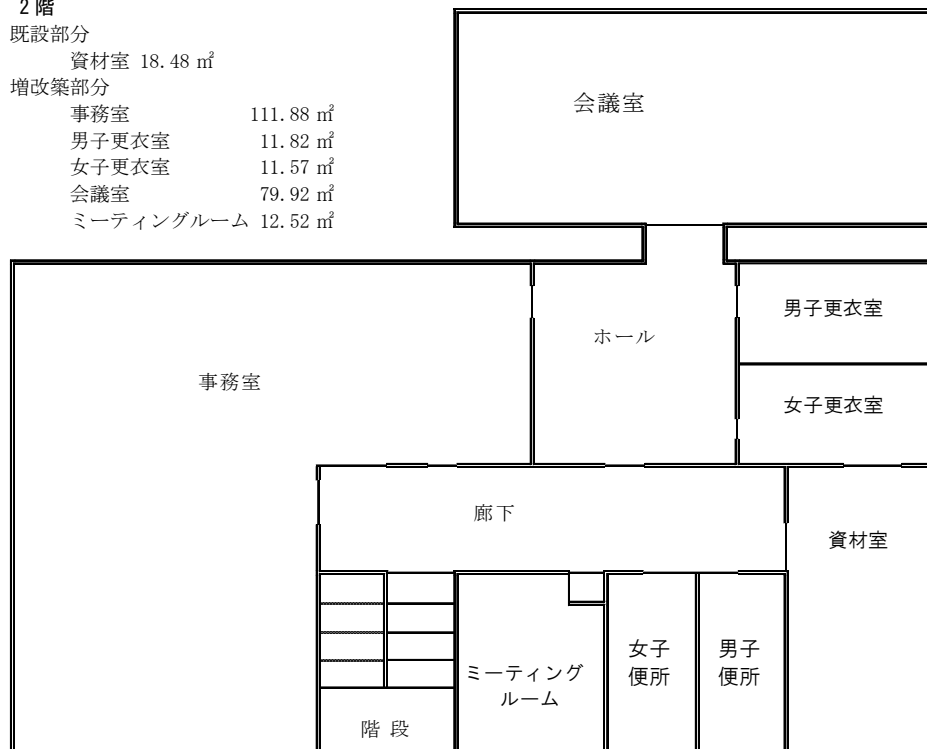 2階
既設部分
資材室 18.48 ㎡
増改築部分
事務室 111.88 ㎡
男子更衣室 11.82 ㎡
女子更衣室 11.57 ㎡
会議室 79.92 ㎡
ミーティングルーム 12.52 ㎡
会議室
男子更衣室
ホール
事務室
女子更衣室
廊下
資材室
ミーティング
ルーム
女子
便所
男子
便所
階 段